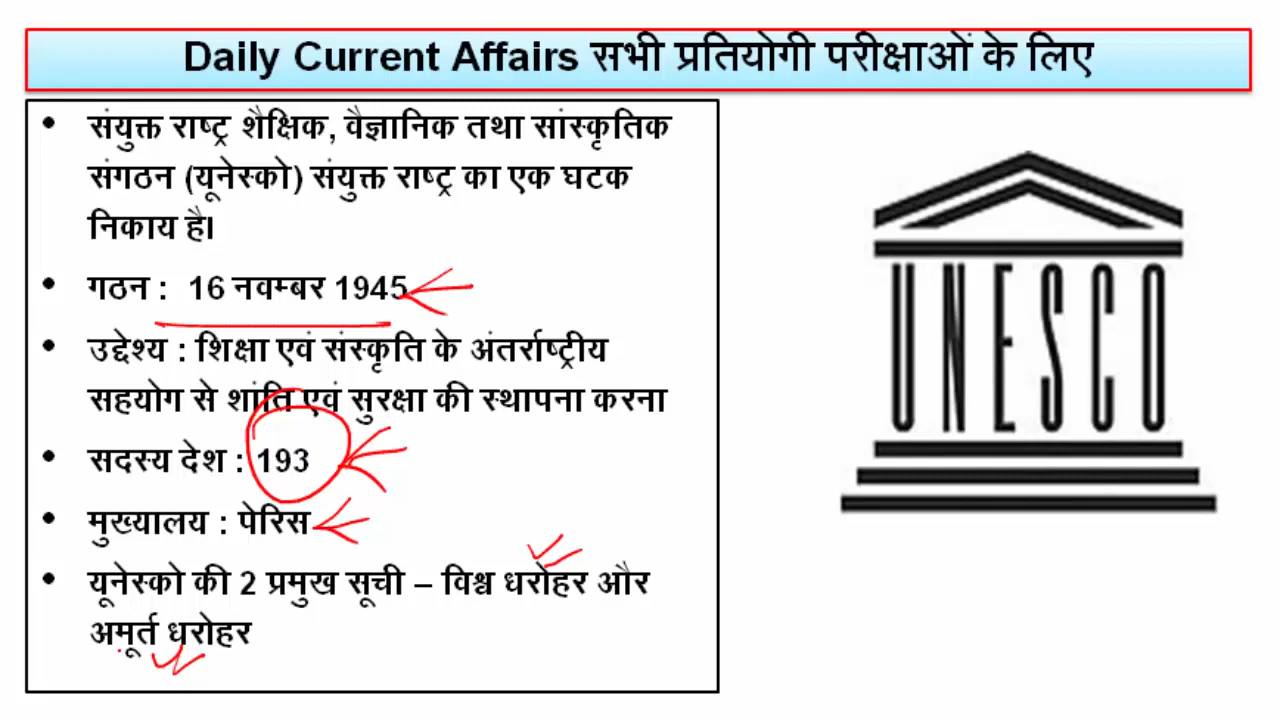 Daily Current Affairs सभी प्रतियोगी परीक्षाओं के लिए
• संयुक्त राष्ट्र शैक्षिक, वैज्ञानिक तथा सांस्कृतिक
संगठन (यूनेस्को) संयुक्त राष्ट्र का एक घटक
निकाय है।
• गठन : 16 नवम्बर 1945
• उद्देश्य : शिक्षा एवं संस्कृति के अंतर्राष्ट्रीय
सहयोग से शांति एवं सुरक्षा की स्थापना करना
• सदस्य देश : 193
• मुख्यालय : पेरिस
• यूनेस्को की 2 प्रमुख सूची – विश्व धरोहर और
अमूर्त धरोहर
UNESCO